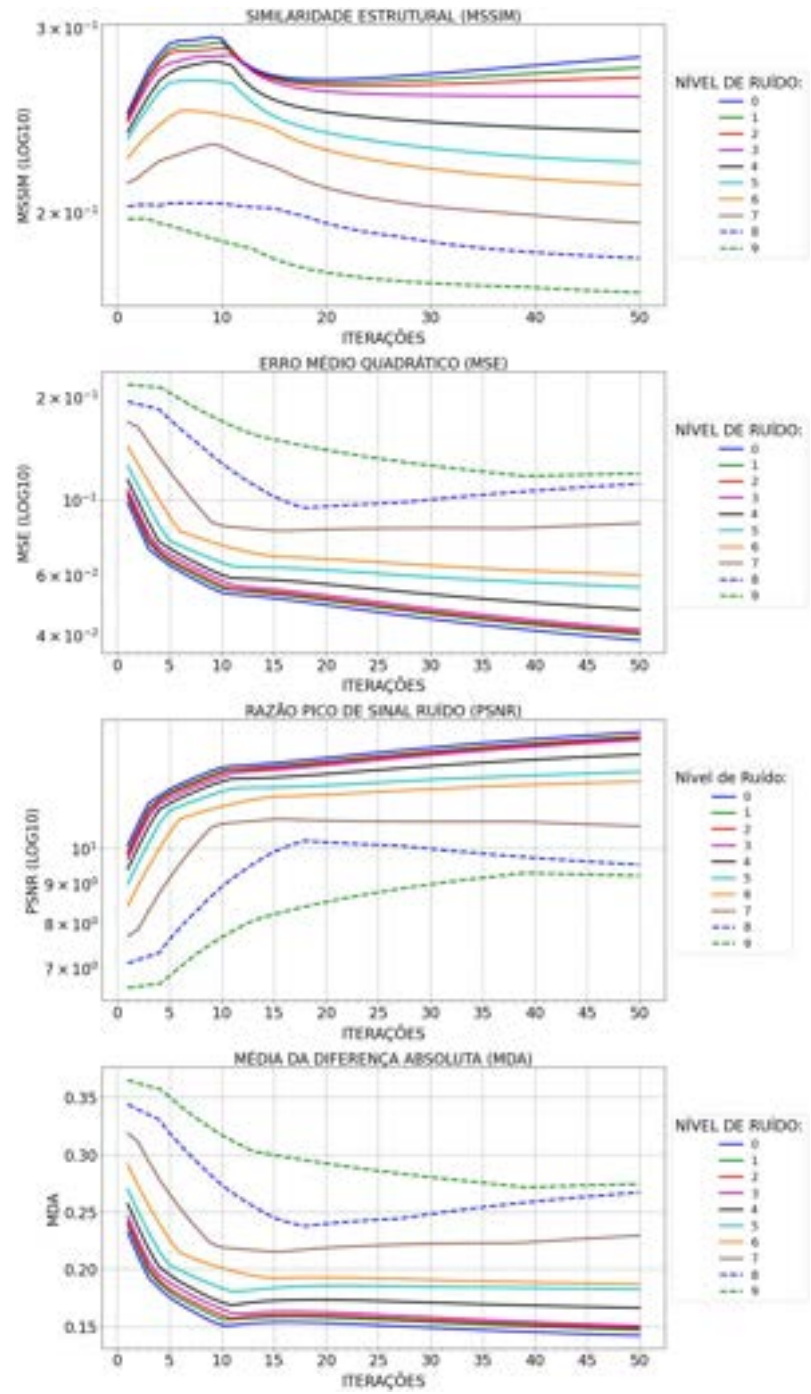 SIMILARIDADE ESTRUTURAL (MSSIM)
3 × 10⁻¹
2 × 10⁻¹
MSSIM (LOG10)
0 10 20 30 40 50
ITERAÇÕES
NÍVEL DE RUÍDO:
0
1
2
3
4
5
6
7
8
9
ERRO MÉDIO QUADRÁTICO (MSE)
2 × 10⁻¹
10⁻¹
6 × 10⁻²
4 × 10⁻²
MSE (LOG10)
0 5 10 15 20 25 30 35 40 45 50
ITERAÇÕES
NÍVEL DE RUÍDO:
0
1
2
3
4
5
6
7
8
9
RAZÃO PICO DE SINAL RUÍDO (PSNR)
10¹
9 × 10⁰
8 × 10⁰
7 × 10⁰
PSNR (LOG10)
0 5 10 15 20 25 30 35 40 45 50
ITERAÇÕES
Nível de Ruído:
0
1
2
3
4
5
6
7
8
9
MÉDIA DA DIFERENÇA ABSOLUTA (MDA)
0.35
0.30
0.25
0.20
0.15
MDA
0 5 10 15 20 25 30 35 40 45 50
ITERAÇÕES
NÍVEL DE RUÍDO:
0
1
2
3
4
5
6
7
8
9